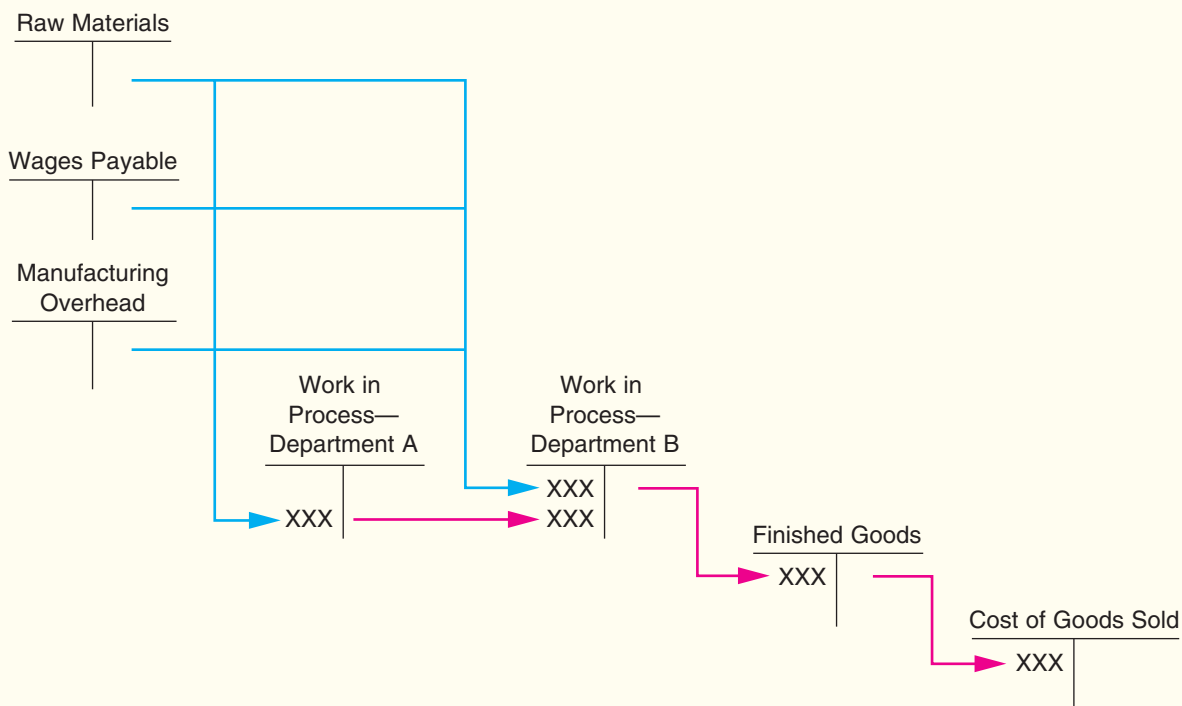 Raw Materials
Wages Payable
Manufacturing
Overhead
Work in
Process—
Department A
XXX
Work in
Process—
Department B
XXX
XXX
Finished Goods
XXX
Cost of Goods Sold
XXX